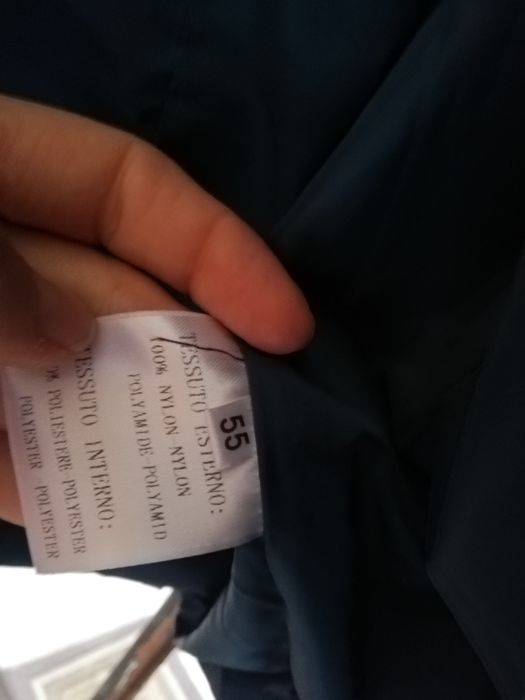 55
TESSUTO ESTERNO:
100% NYLON-NYLON
POLYAMIDE-POLYAMID
TESSUTO INTERNO:
POLIESTERE-POLYESTER
POLYESTER POLYESTER